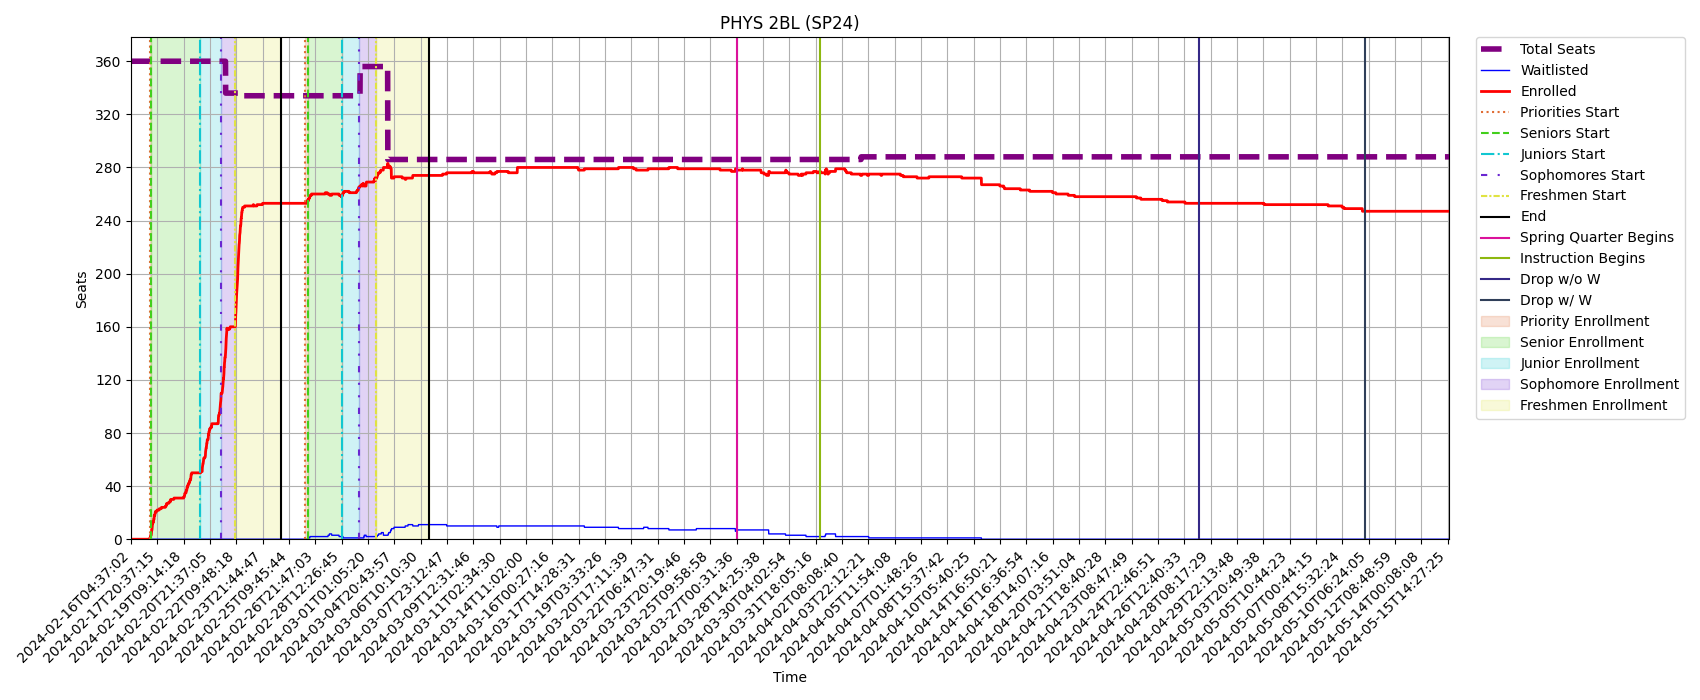 PHYS 2BL (SP24)
Seats
360
320
280
240
200
160
120
80
40
0
2024-02-16T04:37:02
2024-02-17T20:37:15
2024-02-19T09:14:18
2024-02-20T21:37:05
2024-02-22T09:48:18
2024-02-23T21:44:47
2024-02-25T09:45:44
2024-02-26T21:47:03
2024-02-28T12:26:45
2024-03-01T01:05:20
2024-03-04T20:43:57
2024-03-06T10:10:30
2024-03-07T23:12:47
2024-03-09T12:31:46
2024-03-11T02:34:30
2024-03-14T11:02:00
2024-03-16T00:27:16
2024-03-17T14:28:31
2024-03-19T03:33:26
2024-03-20T17:11:39
2024-03-22T06:47:31
2024-03-23T20:19:46
2024-03-25T09:58:58
2024-03-27T00:31:36
2024-03-28T14:25:38
2024-03-30T04:02:54
2024-03-31T18:05:16
2024-04-02T08:08:40
2024-04-03T22:12:21
2024-04-05T11:54:08
2024-04-07T01:48:26
2024-04-08T15:37:42
2024-04-10T05:40:25
2024-04-14T16:50:21
2024-04-16T16:36:54
2024-04-18T14:07:16
2024-04-20T03:51:04
2024-04-21T18:40:28
2024-04-23T08:47:49
2024-04-24T22:46:51
2024-04-26T12:40:33
2024-04-28T08:17:29
2024-04-29T22:13:48
2024-05-03T20:49:38
2024-05-05T10:44:23
2024-05-07T00:44:15
2024-05-08T15:32:24
2024-05-10T06:24:05
2024-05-12T08:48:59
2024-05-14T00:08:08
2024-05-15T14:27:25
Time
Total Seats
Waitlisted
Enrolled
Priorities Start
Seniors Start
Juniors Start
Sophomores Start
Freshmen Start
End
Spring Quarter Begins
Instruction Begins
Drop w/o W
Drop w/ W
Priority Enrollment
Senior Enrollment
Junior Enrollment
Sophomore Enrollment
Freshmen Enrollment